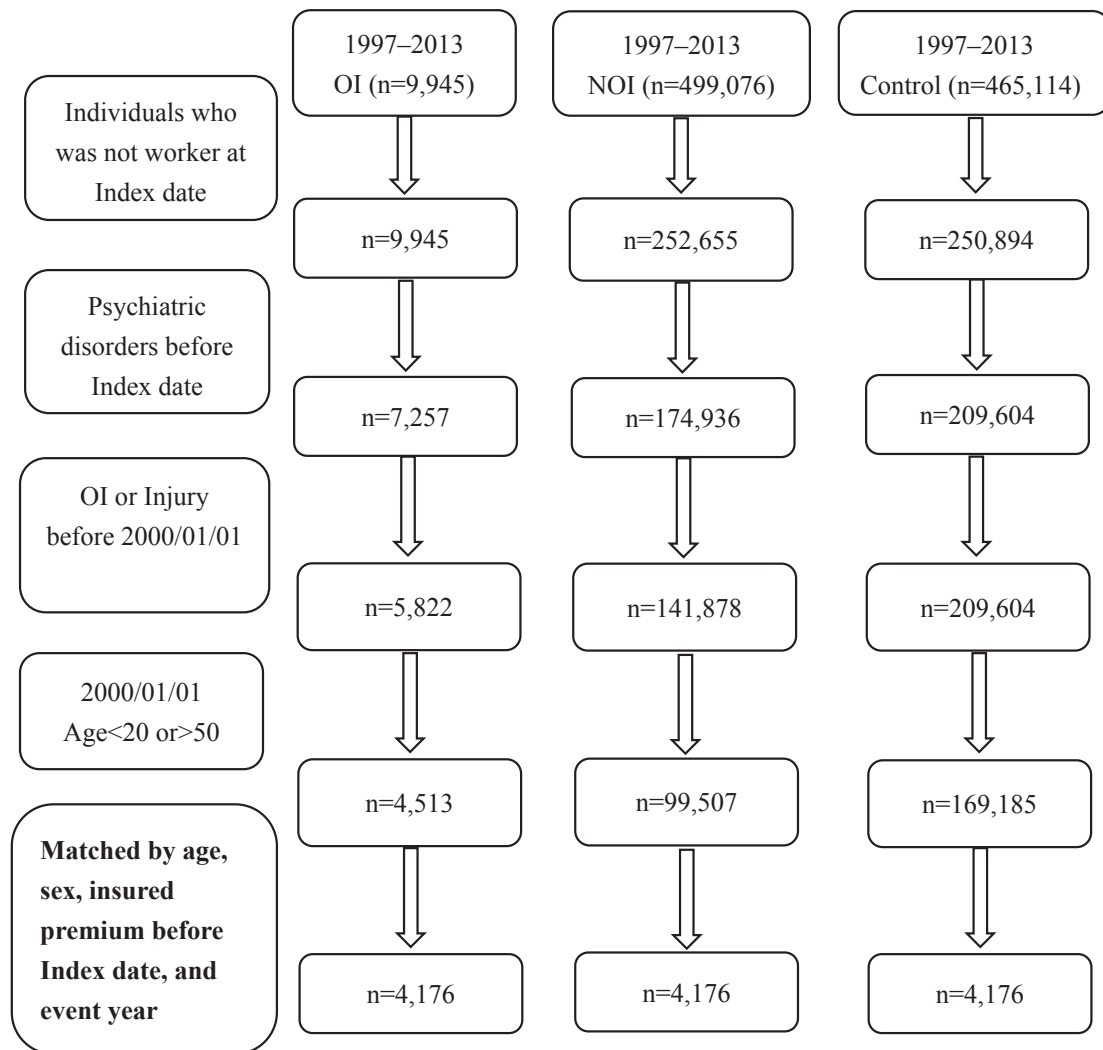 1997–2013
OI (n=9,945)
1997–2013
NOI (n=499,076)
1997–2013
Control (n=465,114)
Individuals who
was not worker at
Index date
n=9,945
n=252,655
n=250,894
Psychiatric
disorders before
Index date
n=7,257
n=174,936
n=209,604
OI or Injury
before 2000/01/01
n=5,822
n=141,878
n=209,604
2000/01/01
Age<20 or>50
n=4,513
n=99,507
n=169,185
Matched by age,
sex, insured
premium before
Index date, and
event year
n=4,176
n=4,176
n=4,176